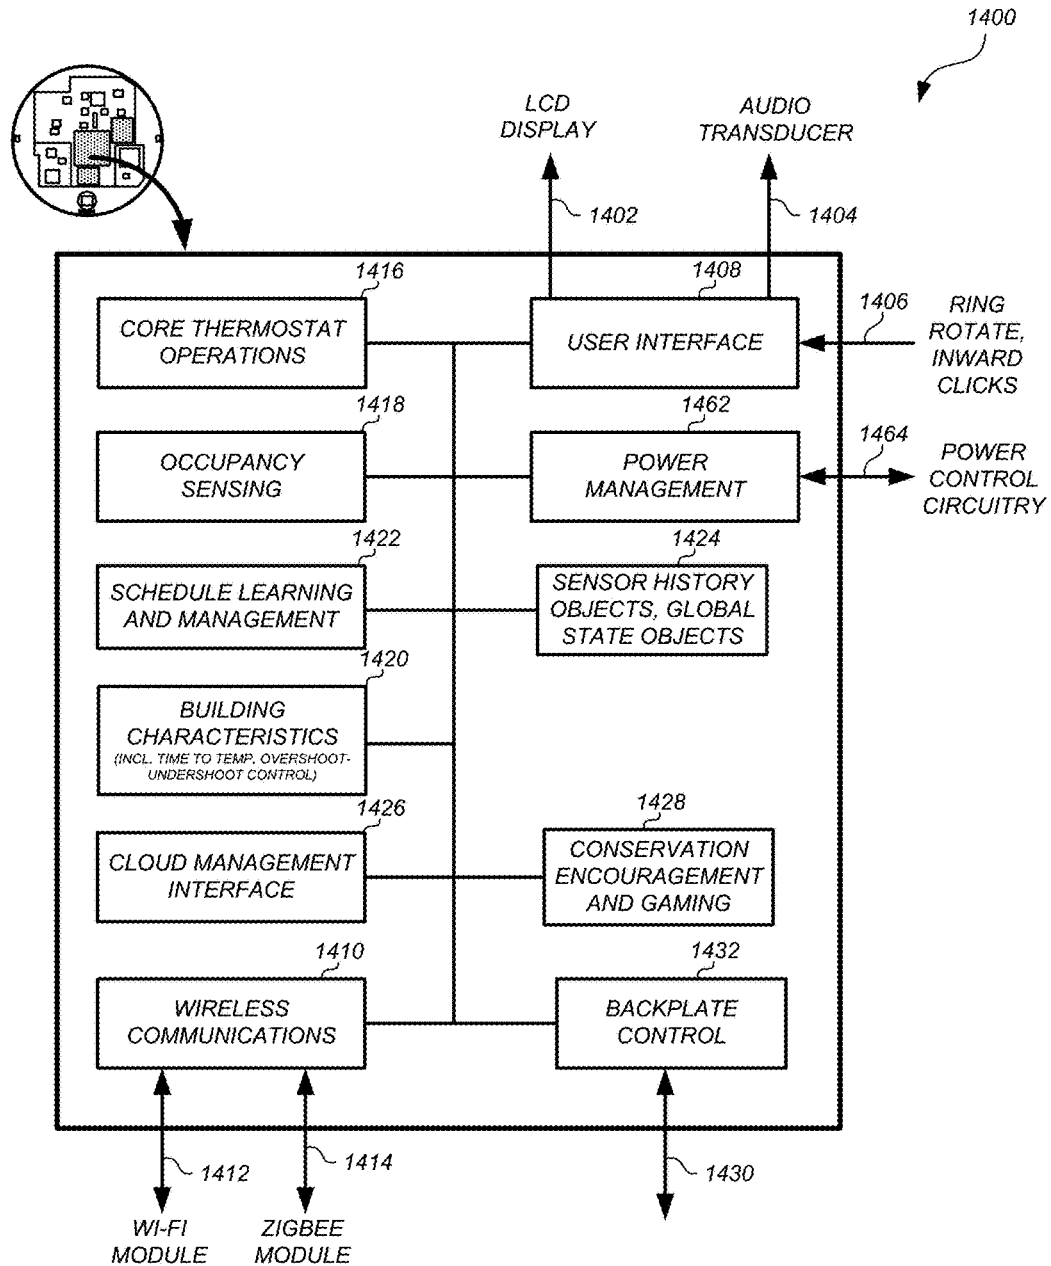 1400
LCD
DISPLAY
AUDIO
TRANSDUCER
1402
1404
1416
CORE THERMOSTAT
OPERATIONS
1408
USER INTERFACE
1406
RING
ROTATE,
INWARD
CLICKS
1418
OCCUPANCY
SENSING
1462
POWER
MANAGEMENT
1464
POWER
CONTROL
CIRCUITRY
1422
SCHEDULE LEARNING
AND MANAGEMENT
1424
SENSOR HISTORY
OBJECTS, GLOBAL
STATE OBJECTS
1420
BUILDING
CHARACTERISTICS
(INCL. TIME TO TEMP, OVERSHOOT-
UNDERSHOOT CONTROL)
1426
CLOUD MANAGEMENT
INTERFACE
1428
CONSERVATION
ENCOURAGEMENT
AND GAMING
1410
WIRELESS
COMMUNICATIONS
1432
BACKPLATE
CONTROL
1412
1414
1430
WI-FI
MODULE
ZIGBEE
MODULE